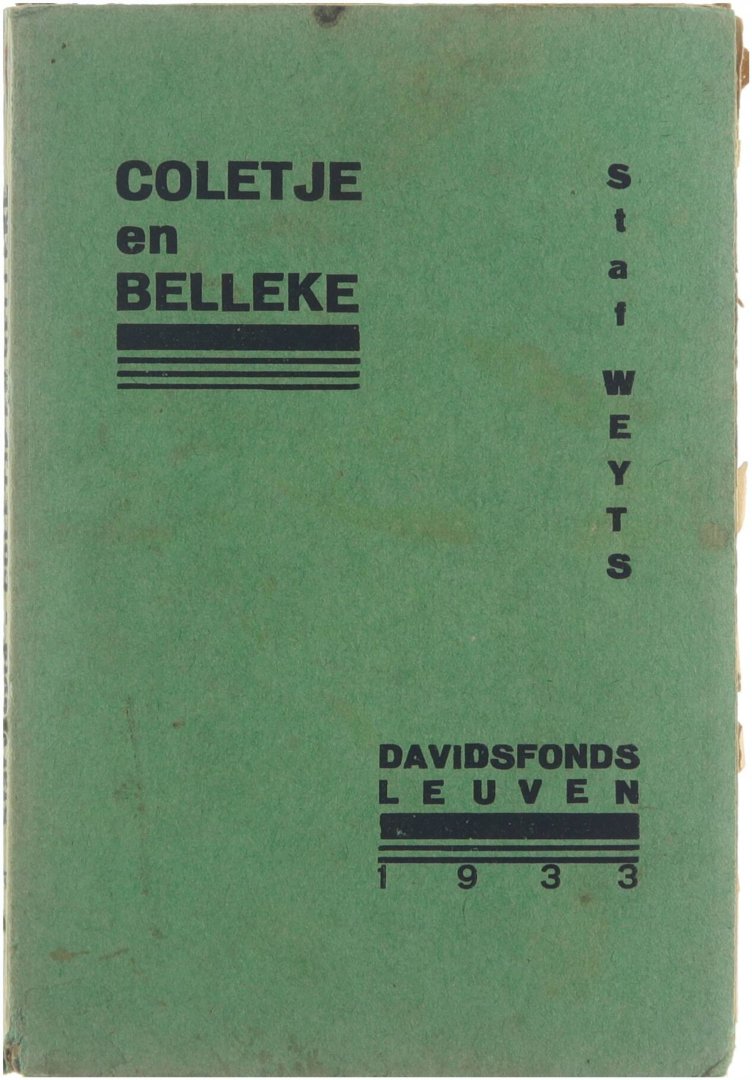 COLETJE
en
BELLEKE
Staf WEYTS
DAVIDSFONDS
LEUVEN
1933